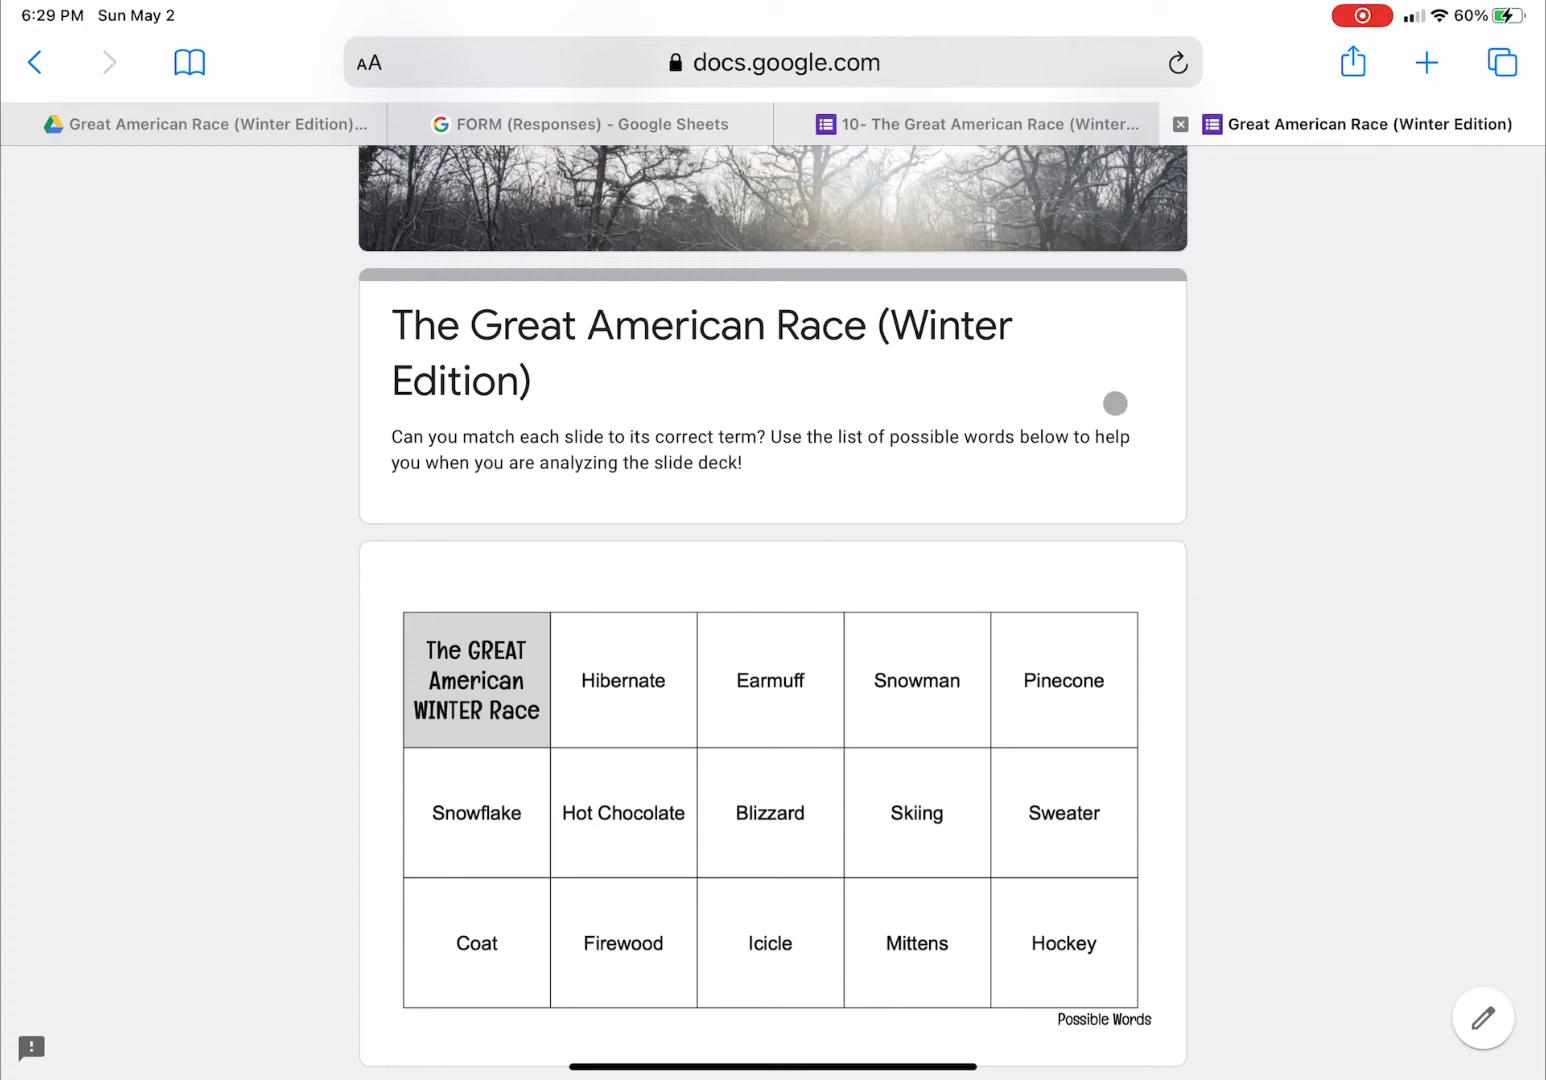 6:29 PM Sun May 2
60%
AA
docs.google.com
Great American Race (Winter Edition)...
FORM (Responses) - Google Sheets
10- The Great American Race (Winter...
Great American Race (Winter Edition)
The Great American Race (Winter
Edition)
Can you match each slide to its correct term? Use the list of possible words below to help
you when you are analyzing the slide deck!
The GREAT
American
WINTER Race
Hibernate
Earmuff
Snowman
Pinecone
Snowflake
Hot Chocolate
Blizzard
Skiing
Sweater
Coat
Firewood
Icicle
Mittens
Hockey
Possible Words